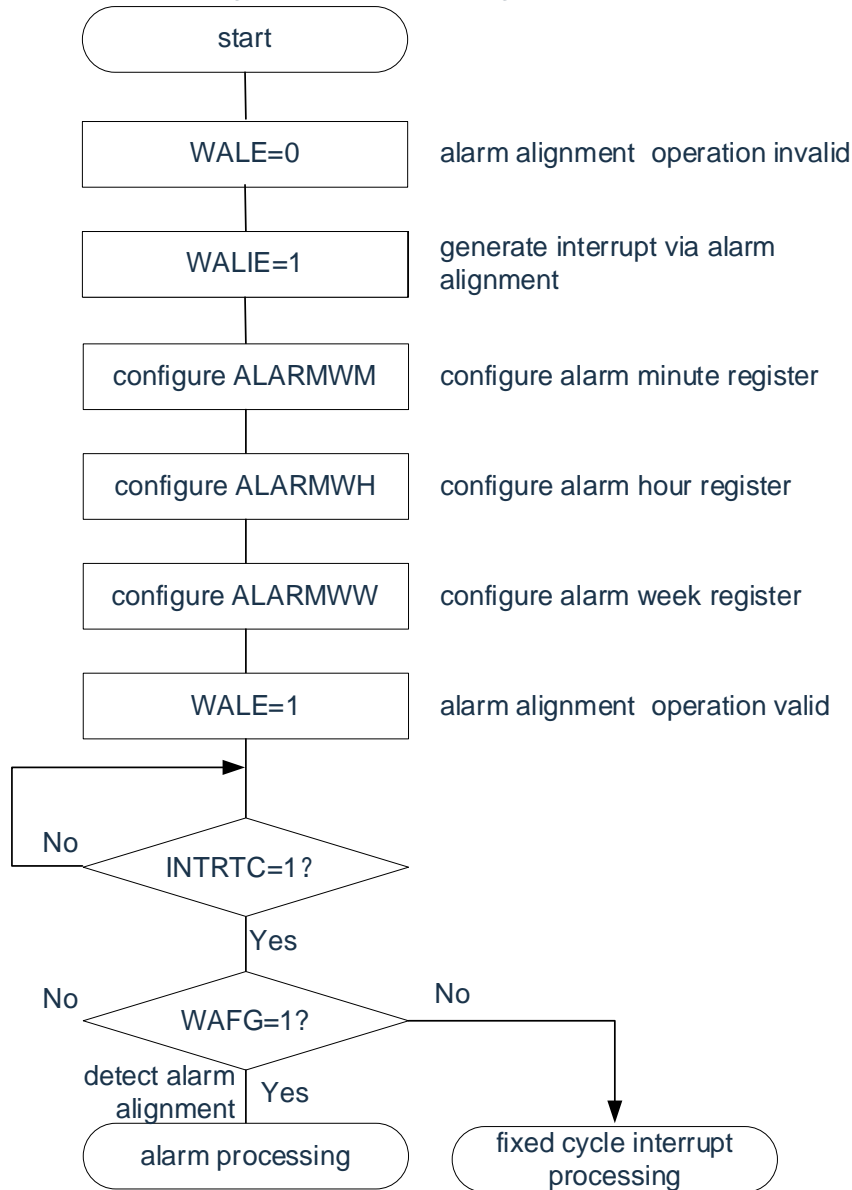 start
WALE=0
alarm alignment operation invalid
WALIE=1
generate interrupt via alarm
alignment
configure ALARMWM
configure alarm minute register
configure ALARMWH
configure alarm hour register
configure ALARMWW
configure alarm week register
WALE=1
alarm alignment operation valid
No
INTRTC=1?
Yes
No
WAFG=1?
No
detect alarm
alignment
Yes
alarm processing
fixed cycle interrupt
processing